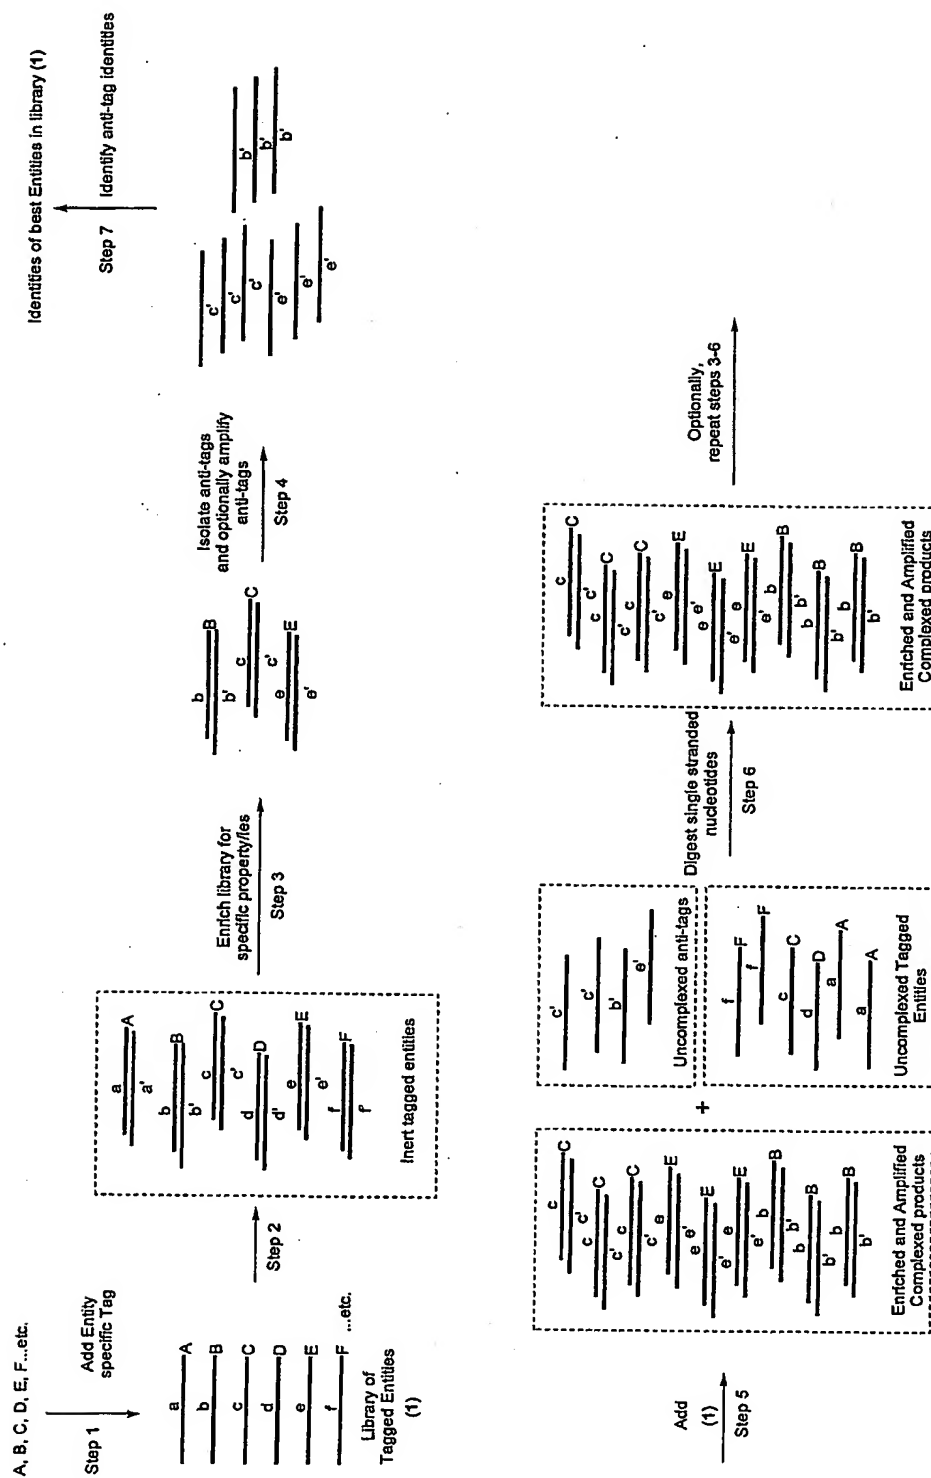 A, B, C, D, E, F...etc.
Step 1
Add Entity
specific Tag
a A
b B
c C
d D
e E
f F
...etc.
Library of
Tagged Entities
(1)
Step 2
a A
a'
b B
b'
c C
c'
d D
d'
e E
e'
f F
f'
Inert tagged entities
Enrich library for
specific property/ies
Step 3
b B
b'
c C
c'
e E
e'
Isolate anti-tags
and optionally amplify
anti-tags
Step 4
c'
c'
c'
e'
e'
e'
b'
b'
b'
Step 7
Identify anti-tag identities
Identities of best Entities in library (1)
Add
(1)
Step 5
c C
c'
c C
c'
c C
c'
e E
e'
e E
e'
e E
e'
b B
b'
b B
b'
b B
b'
Enriched and Amplified
Complexed products
+
c'
c'
b'
e'
Uncomplexed anti-tags
f F
f F
c C
d D
a A
a A
Uncomplexed Tagged
Entities
Digest single stranded
nucleotides
Step 6
c C
c'
c C
c'
c C
c'
e E
e'
e E
e'
e E
e'
b B
b'
b B
b'
b B
b'
Enriched and Amplified
Complexed products
Optionally,
repeat steps 3-6